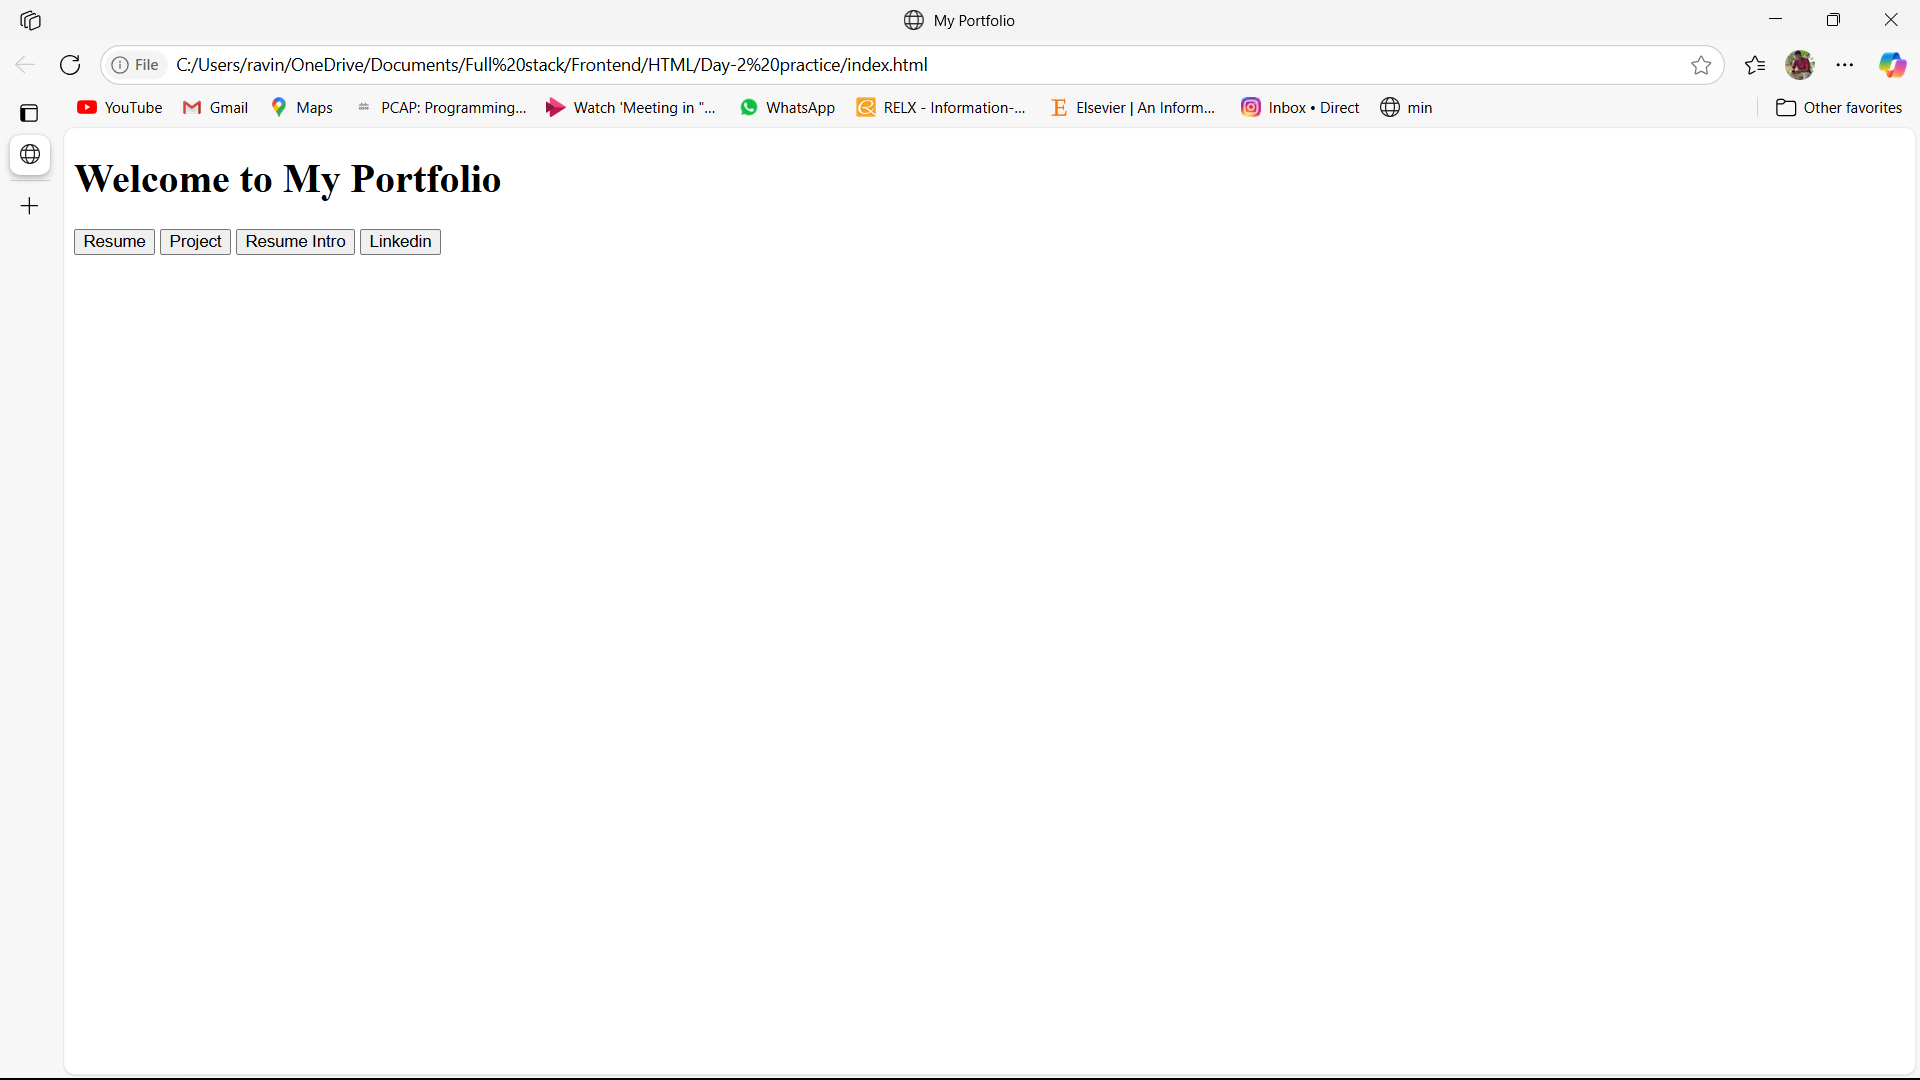 My Portfolio
File C:/Users/ravin/OneDrive/Documents/Full%20stack/Frontend/HTML/Day-2%20practice/index.html
YouTube Gmail Maps PCAP: Programming... Watch 'Meeting in "... WhatsApp RELX - Information-... Elsevier | An Inform... Inbox • Direct min Other favorites
Welcome to My Portfolio
Resume Project Resume Intro Linkedin